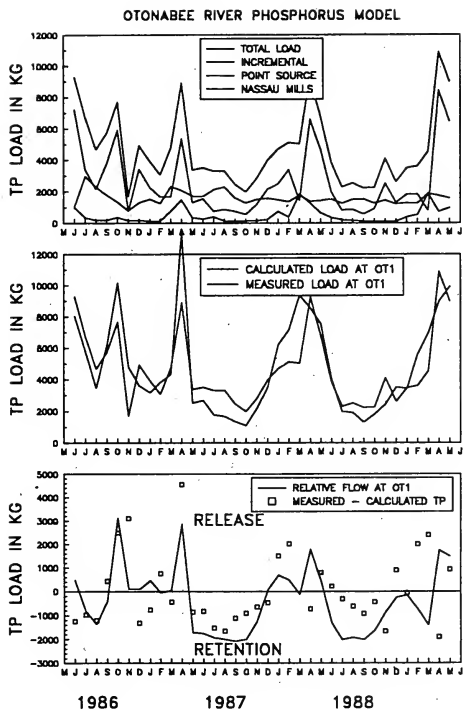 OTONABEE RIVER PHOSPHORUS MODEL
TP LOAD IN KG
12000
10000
8000
6000
4000
2000
0
TOTAL LOAD
INCREMENTAL
POINT SOURCE
NASSAU MILLS
M J J A S O N D J F M A M J J A S O N D J F M A M J J A S O N D J F M A M
TP LOAD IN KG
12000
10000
8000
6000
4000
2000
0
CALCULATED LOAD AT OT1
MEASURED LOAD AT OT1
M J J A S O N D J F M A M J J A S O N D J F M A M J J A S O N D J F M A M
TP LOAD IN KG
5000
4000
3000
2000
1000
0
-1000
-2000
-3000
RELATIVE FLOW AT OT1
MEASURED - CALCULATED TP
RELEASE
RETENTION
M J J A S O N D J F M A M J J A S O N D J F M A M J J A S O N D J F M A M
1986 1987 1988